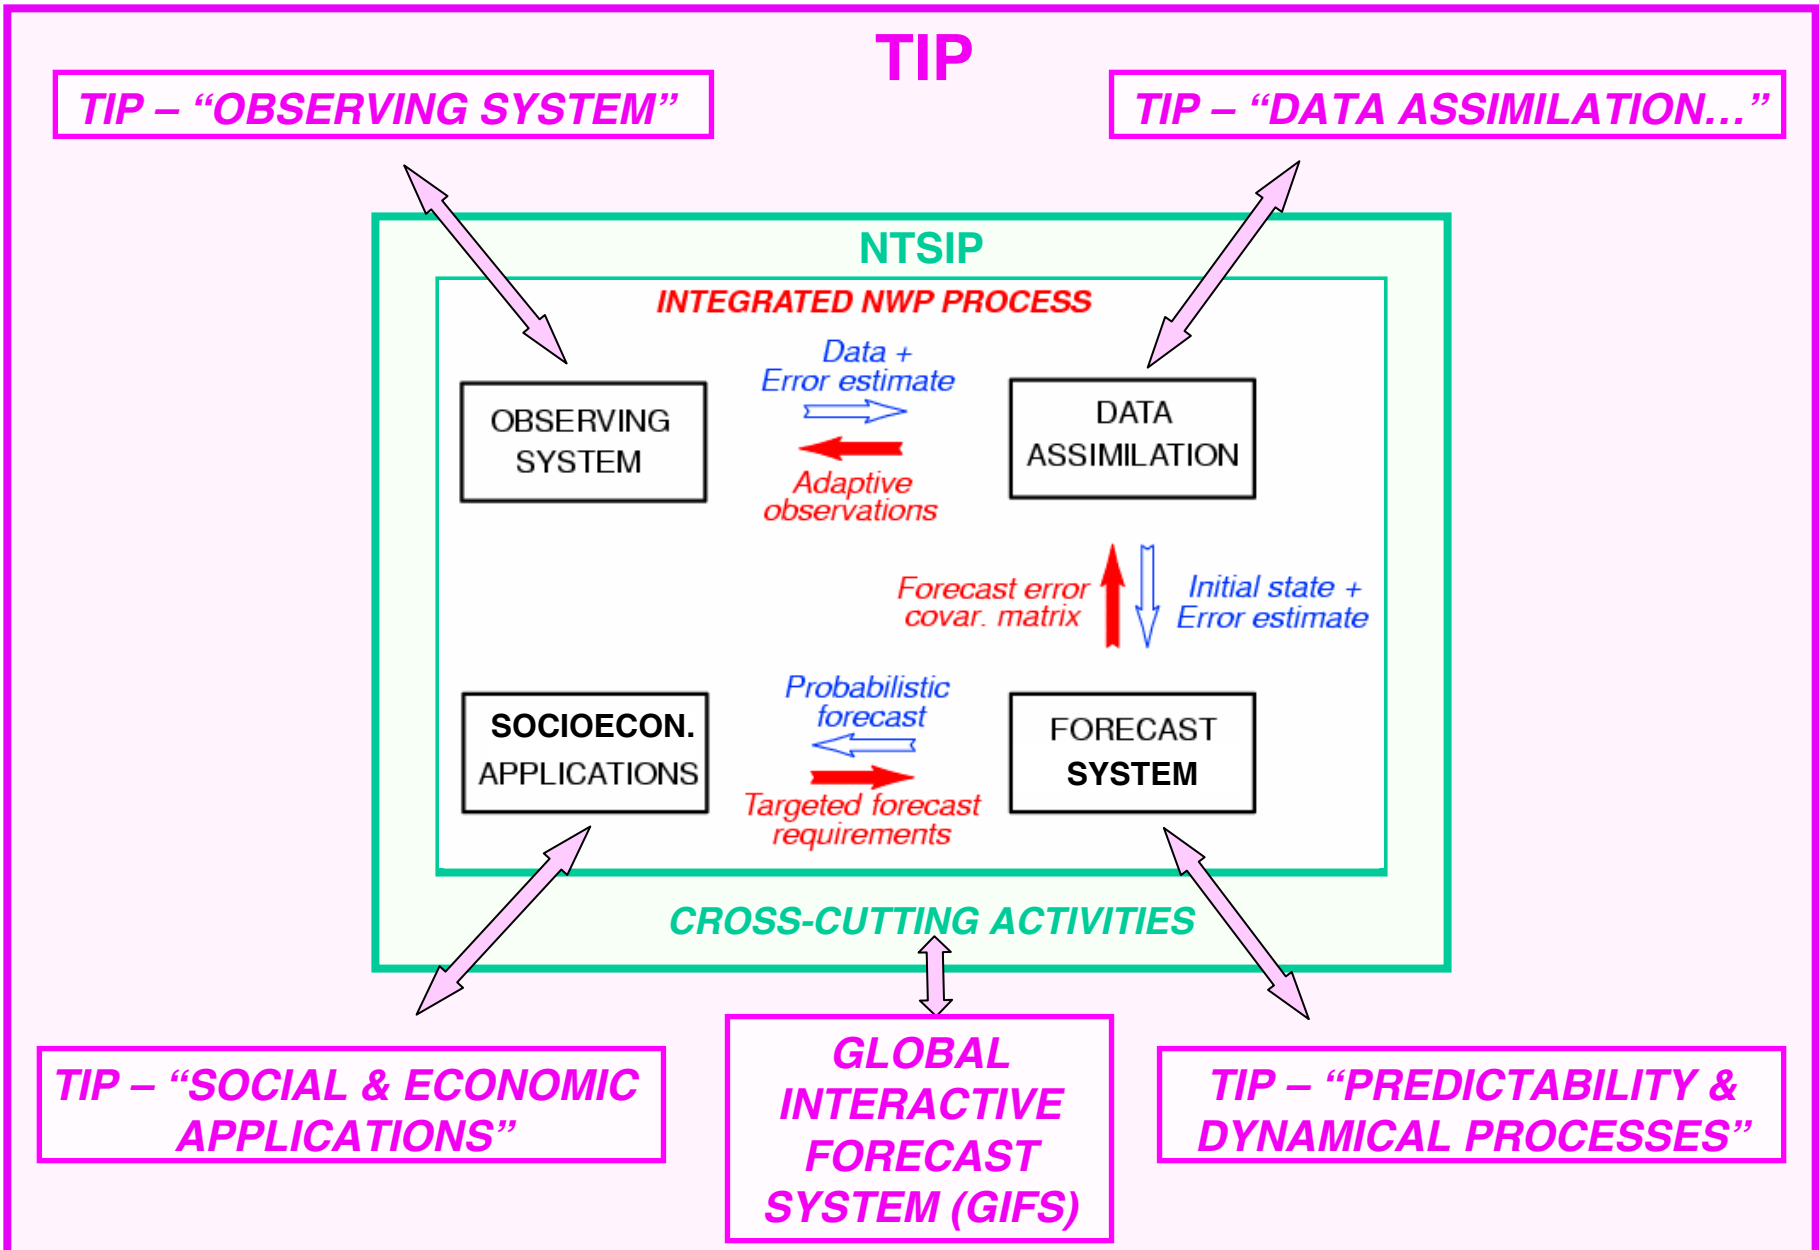 TIP
TIP – “OBSERVING SYSTEM”
TIP – “DATA ASSIMILATION…”
NTSIP
INTEGRATED NWP PROCESS
OBSERVING
SYSTEM
Data +
Error estimate
Adaptive
observations
DATA
ASSIMILATION
Forecast error
covar. matrix
Initial state +
Error estimate
SOCIOECON.
APPLICATIONS
Probabilistic
forecast
Targeted forecast
requirements
FORECAST
SYSTEM
CROSS-CUTTING ACTIVITIES
TIP – “SOCIAL & ECONOMIC
APPLICATIONS”
GLOBAL
INTERACTIVE
FORECAST
SYSTEM (GIFS)
TIP – “PREDICTABILITY &
DYNAMICAL PROCESSES”